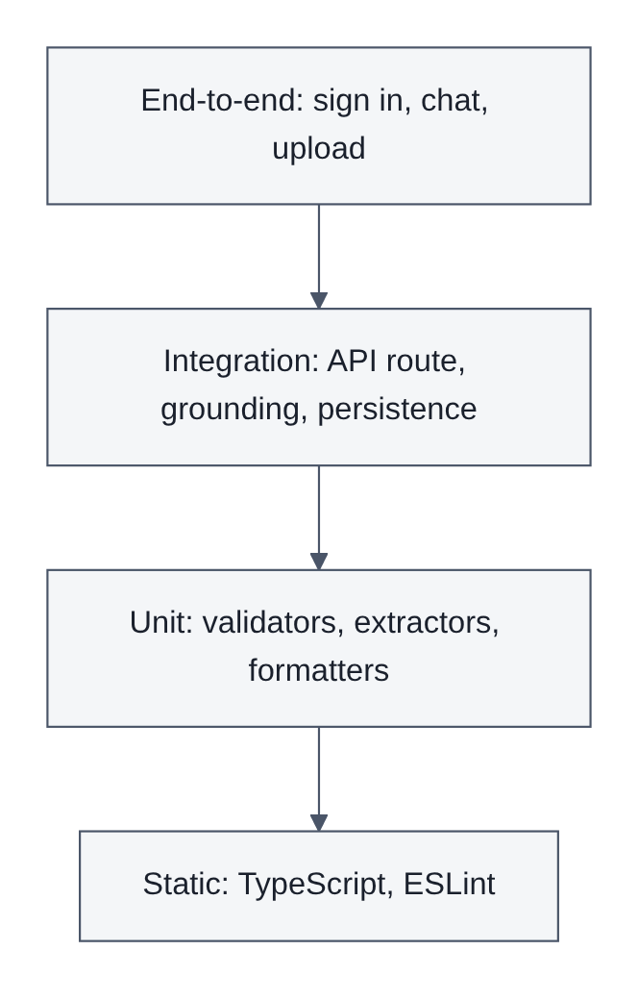 End-to-end: sign in, chat,
upload
Integration: API route,
grounding, persistence
Unit: validators, extractors,
formatters
Static: TypeScript, ESLint